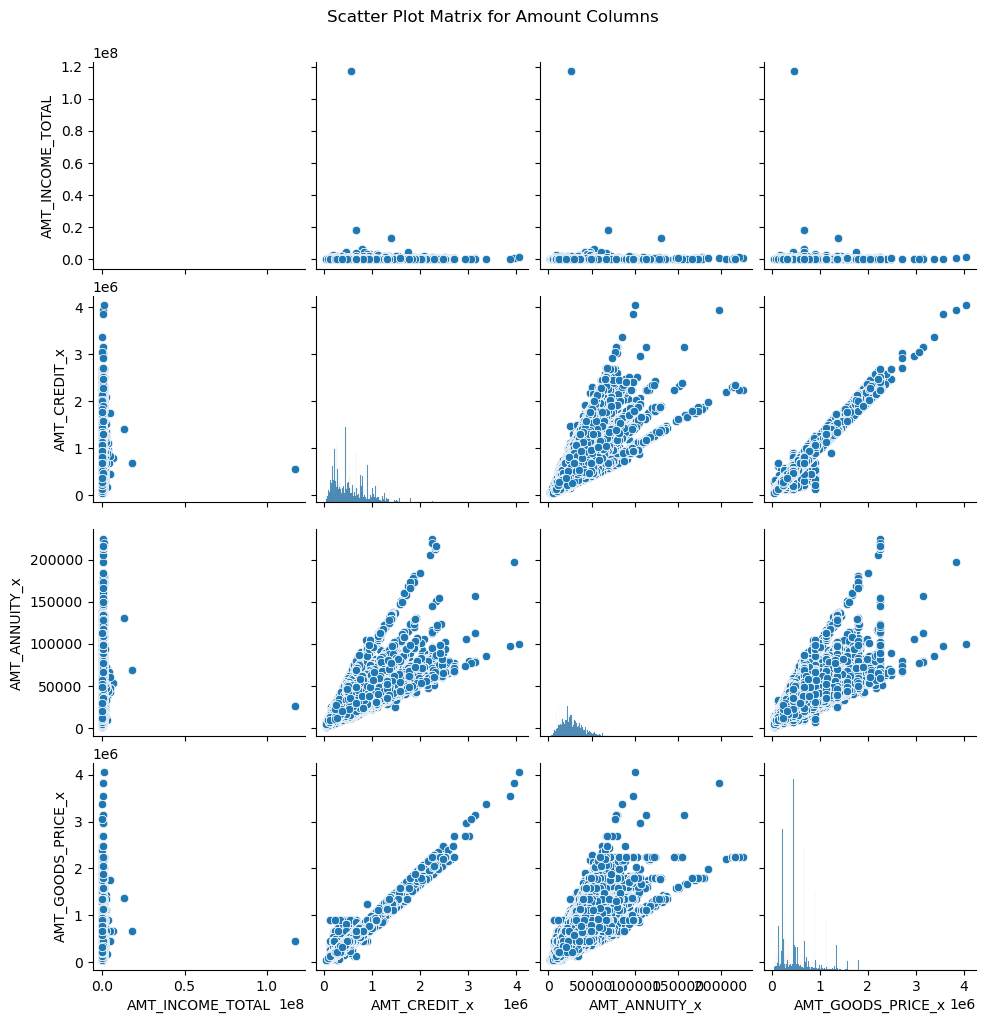 Scatter Plot Matrix for Amount Columns
1e8
1.2
1.0
0.8
0.6
0.4
0.2
0.0
AMT_INCOME_TOTAL
1e6
4
3
2
1
0
AMT_CREDIT_x
200000
150000
100000
50000
0
AMT_ANNUITY_x
1e6
4
3
2
1
0
AMT_GOODS_PRICE_x
0.0 0.5 1.0
0 1 2 3 4
0 50000 100000 150000 200000
0 1 2 3 4
AMT_INCOME_TOTAL 1e8
AMT_CREDIT_x 1e6
AMT_ANNUITY_x
AMT_GOODS_PRICE_x 1e6